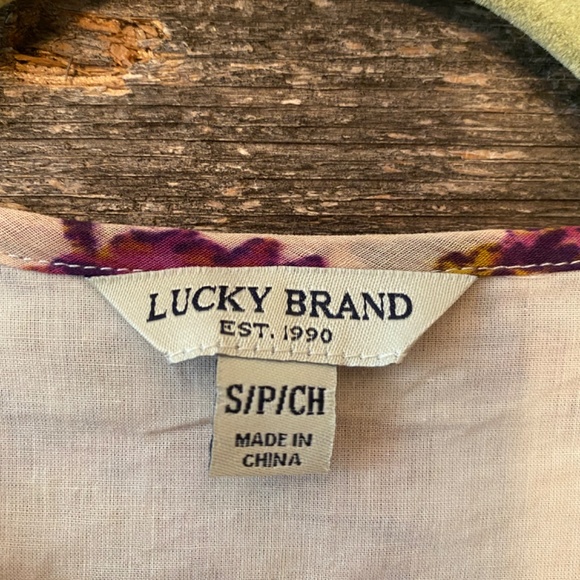 LUCKY BRAND
EST. 1990
S/P/CH
MADE IN
CHINA